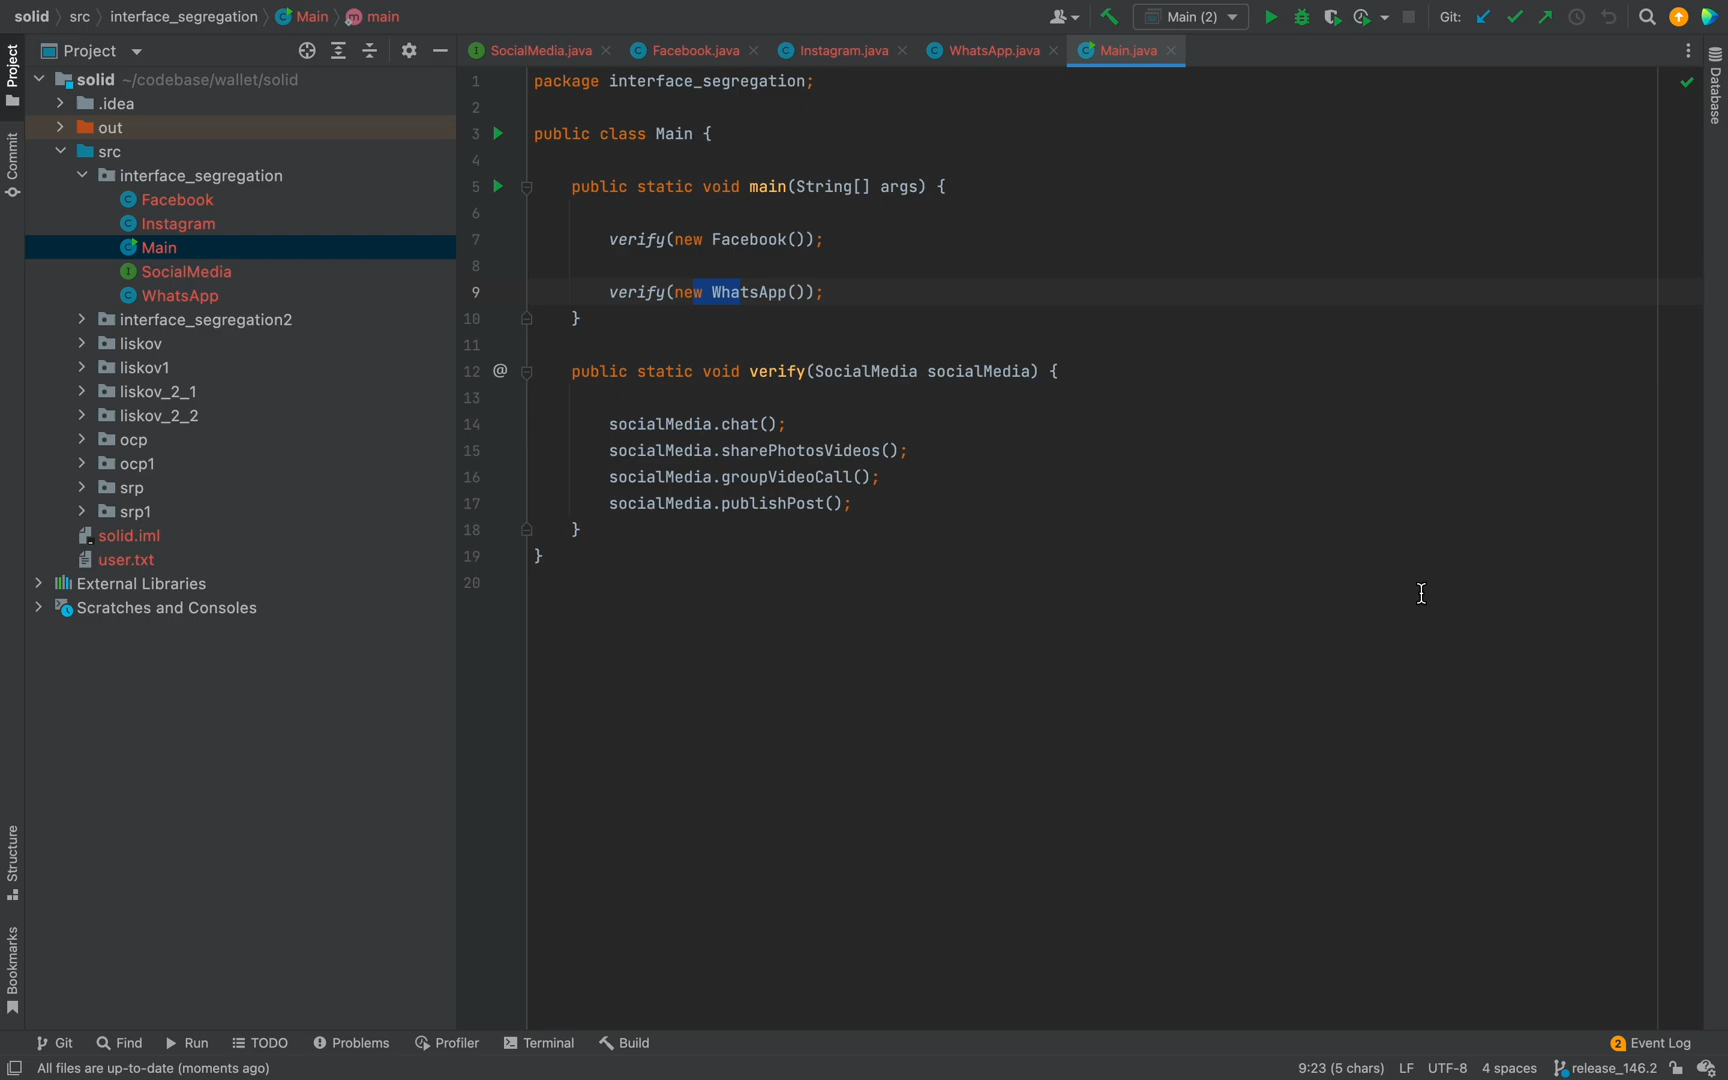 solid src interface_segregation Main main Main (2) Git:
Project
SocialMedia.java Facebook.java Instagram.java WhatsApp.java Main.java
Project
Commit
Structure
Bookmarks
Database
solid ~/codebase/wallet/solid
.idea
out
src
interface_segregation
Facebook
Instagram
Main
SocialMedia
WhatsApp
interface_segregation2
liskov
liskov1
liskov_2_1
liskov_2_2
ocp
ocp1
srp
srp1
solid.iml
user.txt
External Libraries
Scratches and Consoles
1 package interface_segregation;
2
3 public class Main {
4
5 public static void main(String[] args) {
6
7 verify(new Facebook());
8
9 verify(new WhatsApp());
10 }
11
12 @ public static void verify(SocialMedia socialMedia) {
13
14 socialMedia.chat();
15 socialMedia.sharePhotosVideos();
16 socialMedia.groupVideoCall();
17 socialMedia.publishPost();
18 }
19 }
20
Git Find Run TODO Problems Profiler Terminal Build 2 Event Log
All files are up-to-date (moments ago) 9:23 (5 chars) LF UTF-8 4 spaces release_146.2